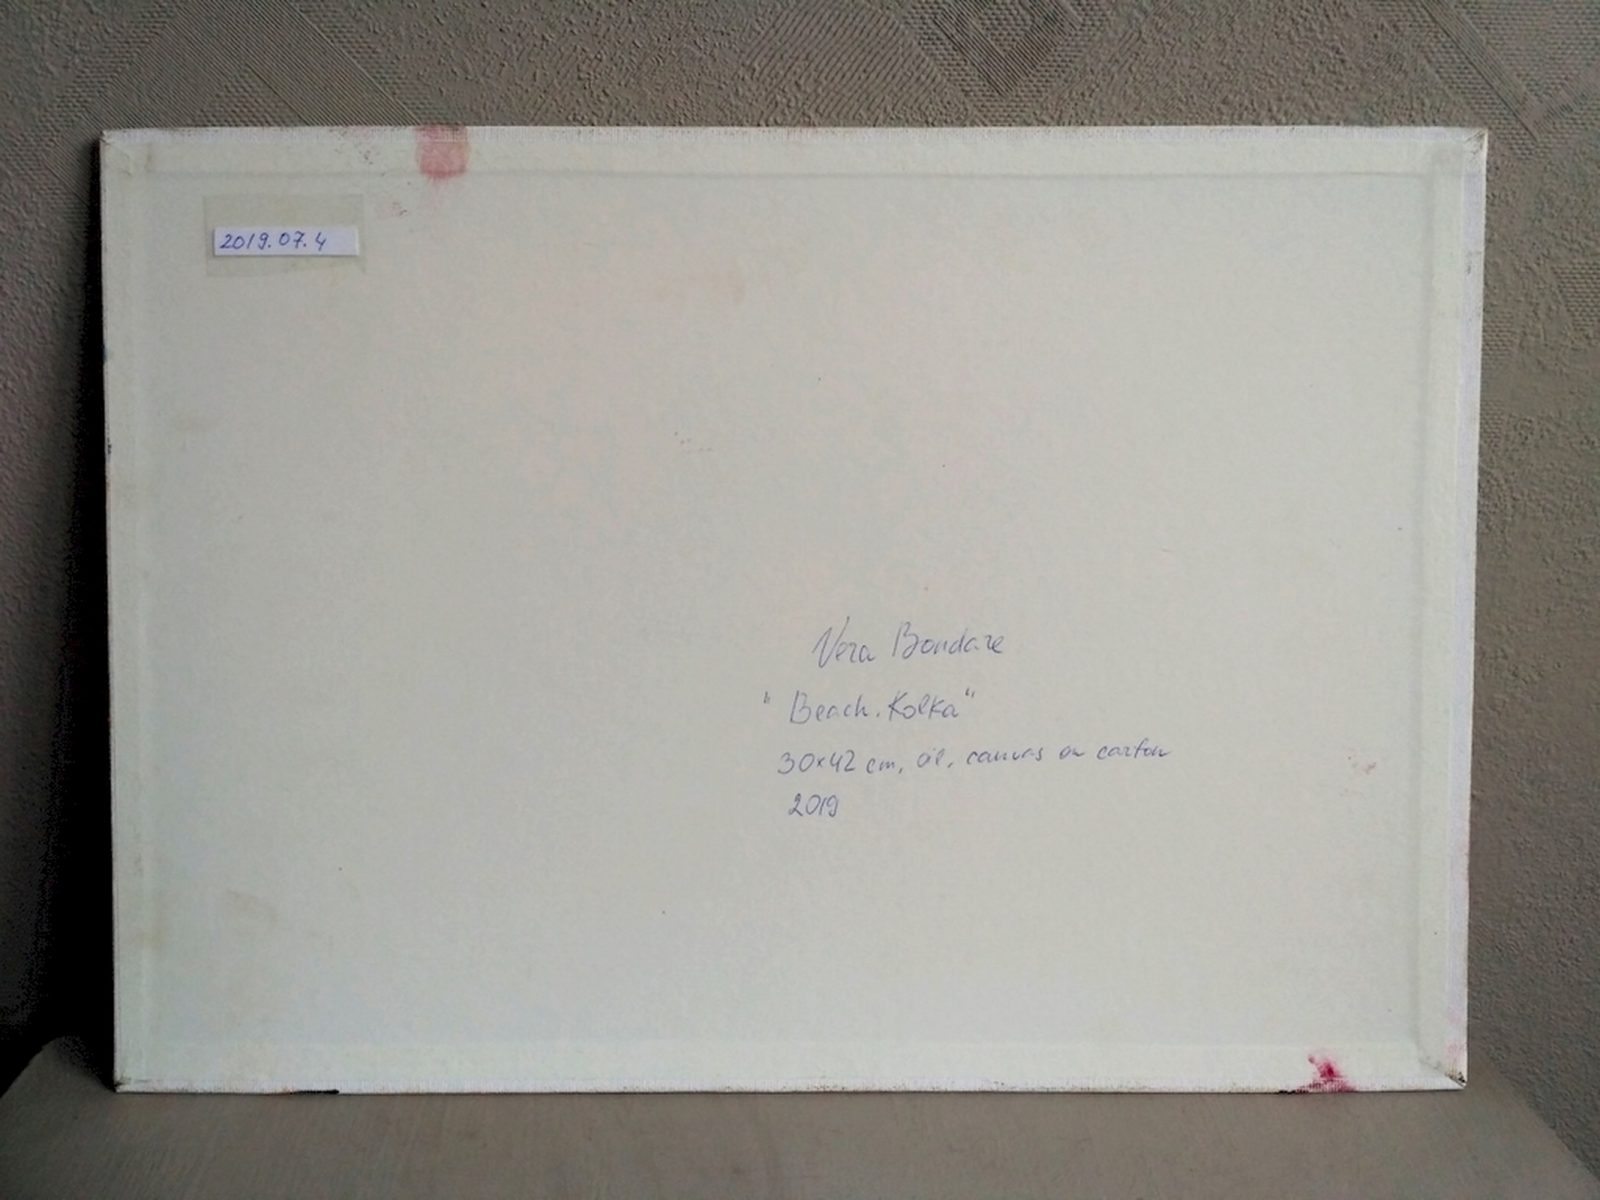 2019.07.4
Vera Bondare
"Beach. Kolka"
30x42 cm, oil, canvas on carton
2019